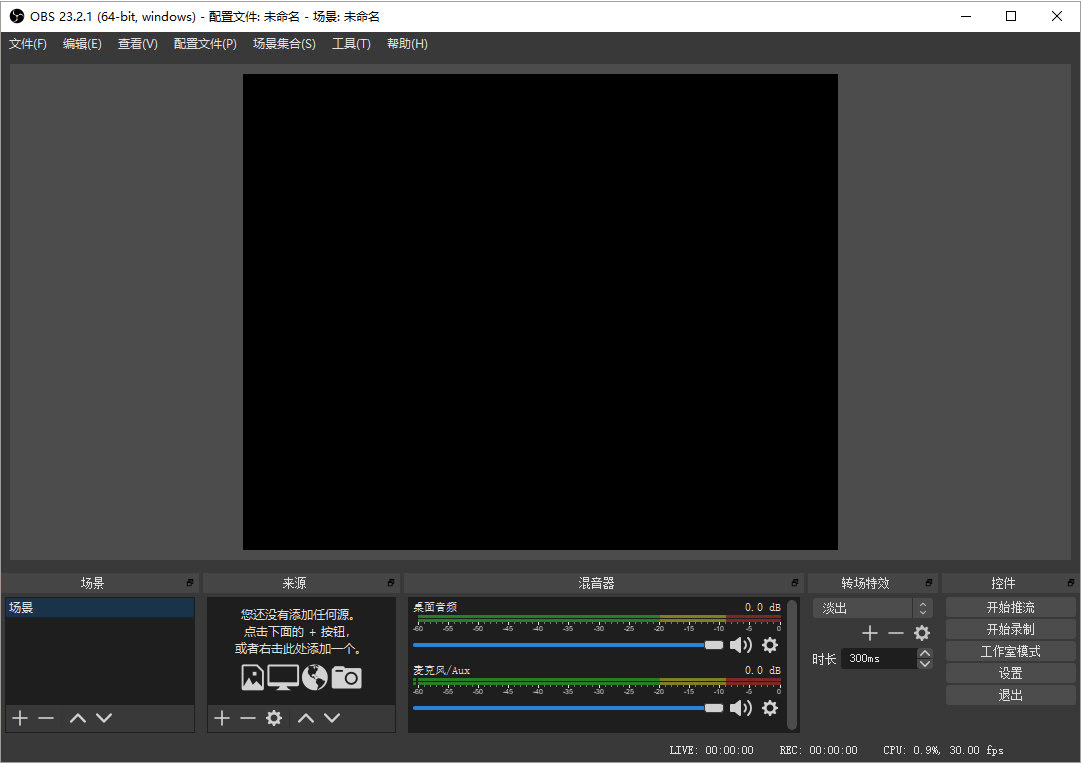 OBS 23.2.1 (64-bit, windows) - 配置文件: 未命名 - 场景: 未命名
文件(F) 编辑(E) 查看(V) 配置文件(P) 场景集合(S) 工具(T) 帮助(H)
场景 来源 混音器 转场特效 控件
场景
您还没有添加任何源。
点击下面的 + 按钮,
或者右击此处添加一个。
桌面音频 0.0 dB
-60 -55 -50 -45 -40 -35 -30 -25 -20 -15 -10 -5 0
麦克风/Aux 0.0 dB
-60 -55 -50 -45 -40 -35 -30 -25 -20 -15 -10 -5 0
淡出
时长 300ms
开始推流
开始录制
工作室模式
设置
退出
LIVE: 00:00:00 REC: 00:00:00 CPU: 0.9%, 30.00 fps